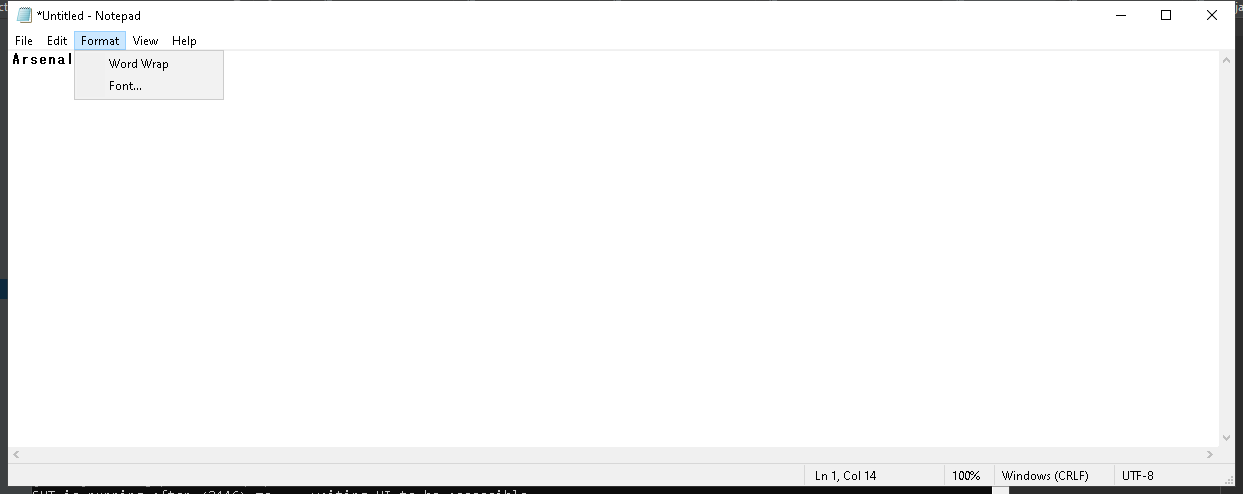 *Untitled - Notepad
File Edit Format View Help
Arsenal
Word Wrap
Font...
Ln 1, Col 14 100% Windows (CRLF) UTF-8